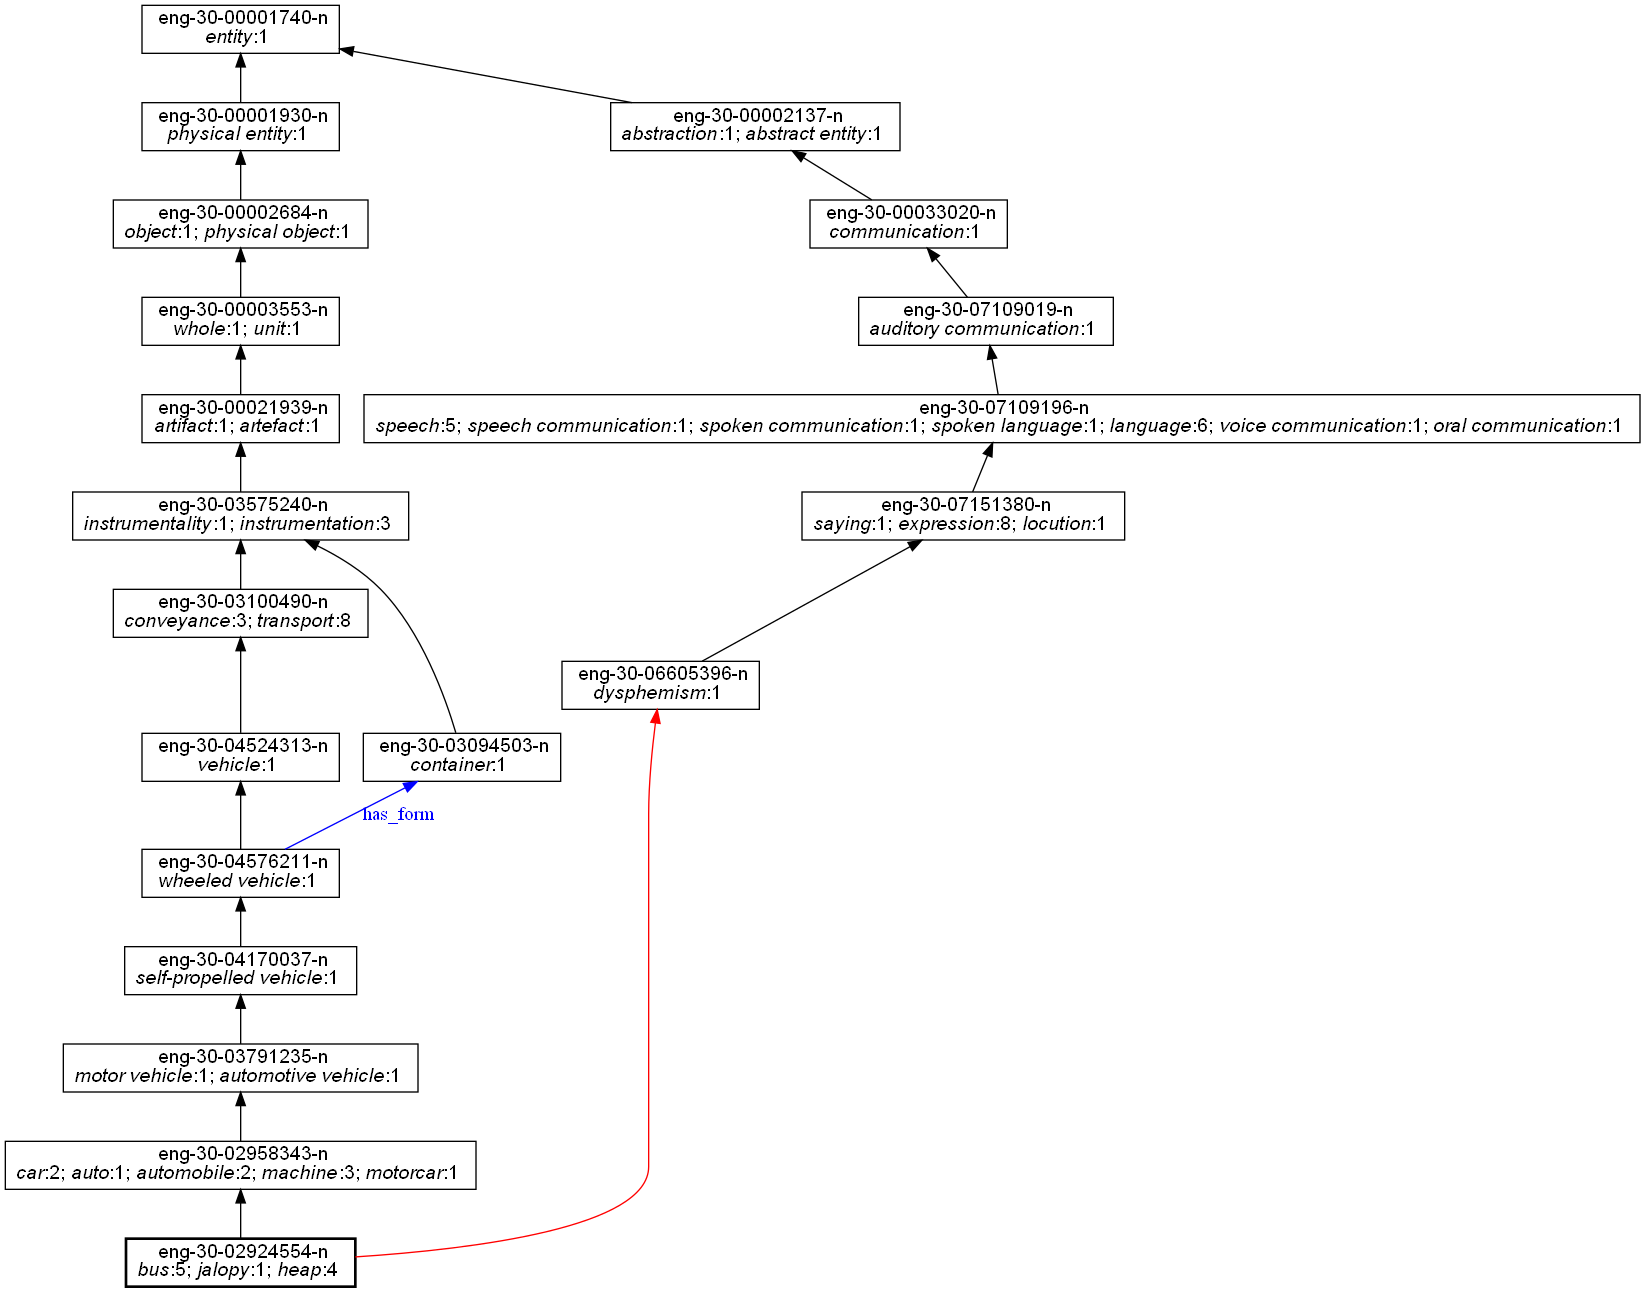 eng-30-00001740-n
entity:1
eng-30-00001930-n
physical entity:1
eng-30-00002137-n
abstraction:1; abstract entity:1
eng-30-00002684-n
object:1; physical object:1
eng-30-00033020-n
communication:1
eng-30-00003553-n
whole:1; unit:1
eng-30-07109019-n
auditory communication:1
eng-30-00021939-n
artifact:1; artefact:1
eng-30-07109196-n
speech:5; speech communication:1; spoken communication:1; spoken language:1; language:6; voice communication:1; oral communication:1
eng-30-03575240-n
instrumentality:1; instrumentation:3
eng-30-07151380-n
saying:1; expression:8; locution:1
eng-30-03100490-n
conveyance:3; transport:8
eng-30-06605396-n
dysphemism:1
eng-30-04524313-n
vehicle:1
eng-30-03094503-n
container:1
has_form
eng-30-04576211-n
wheeled vehicle:1
eng-30-04170037-n
self-propelled vehicle:1
eng-30-03791235-n
motor vehicle:1; automotive vehicle:1
eng-30-02958343-n
car:2; auto:1; automobile:2; machine:3; motorcar:1
eng-30-02924554-n
bus:5; jalopy:1; heap:4